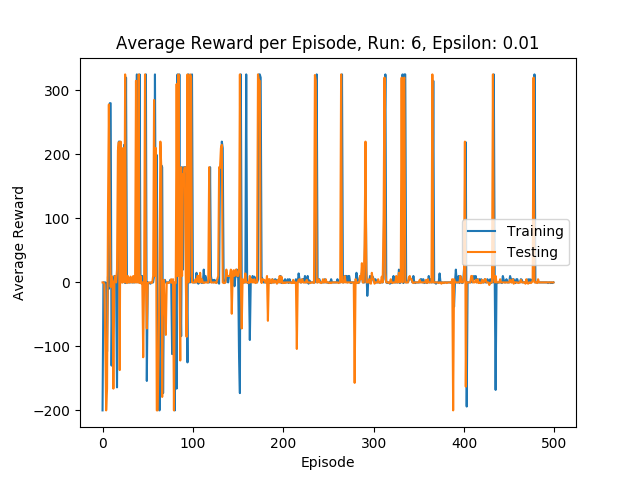 Average Reward per Episode, Run: 6, Epsilon: 0.01
Average Reward
300
200
100
0
−100
−200
Training
Testing
0 100 200 300 400 500
Episode